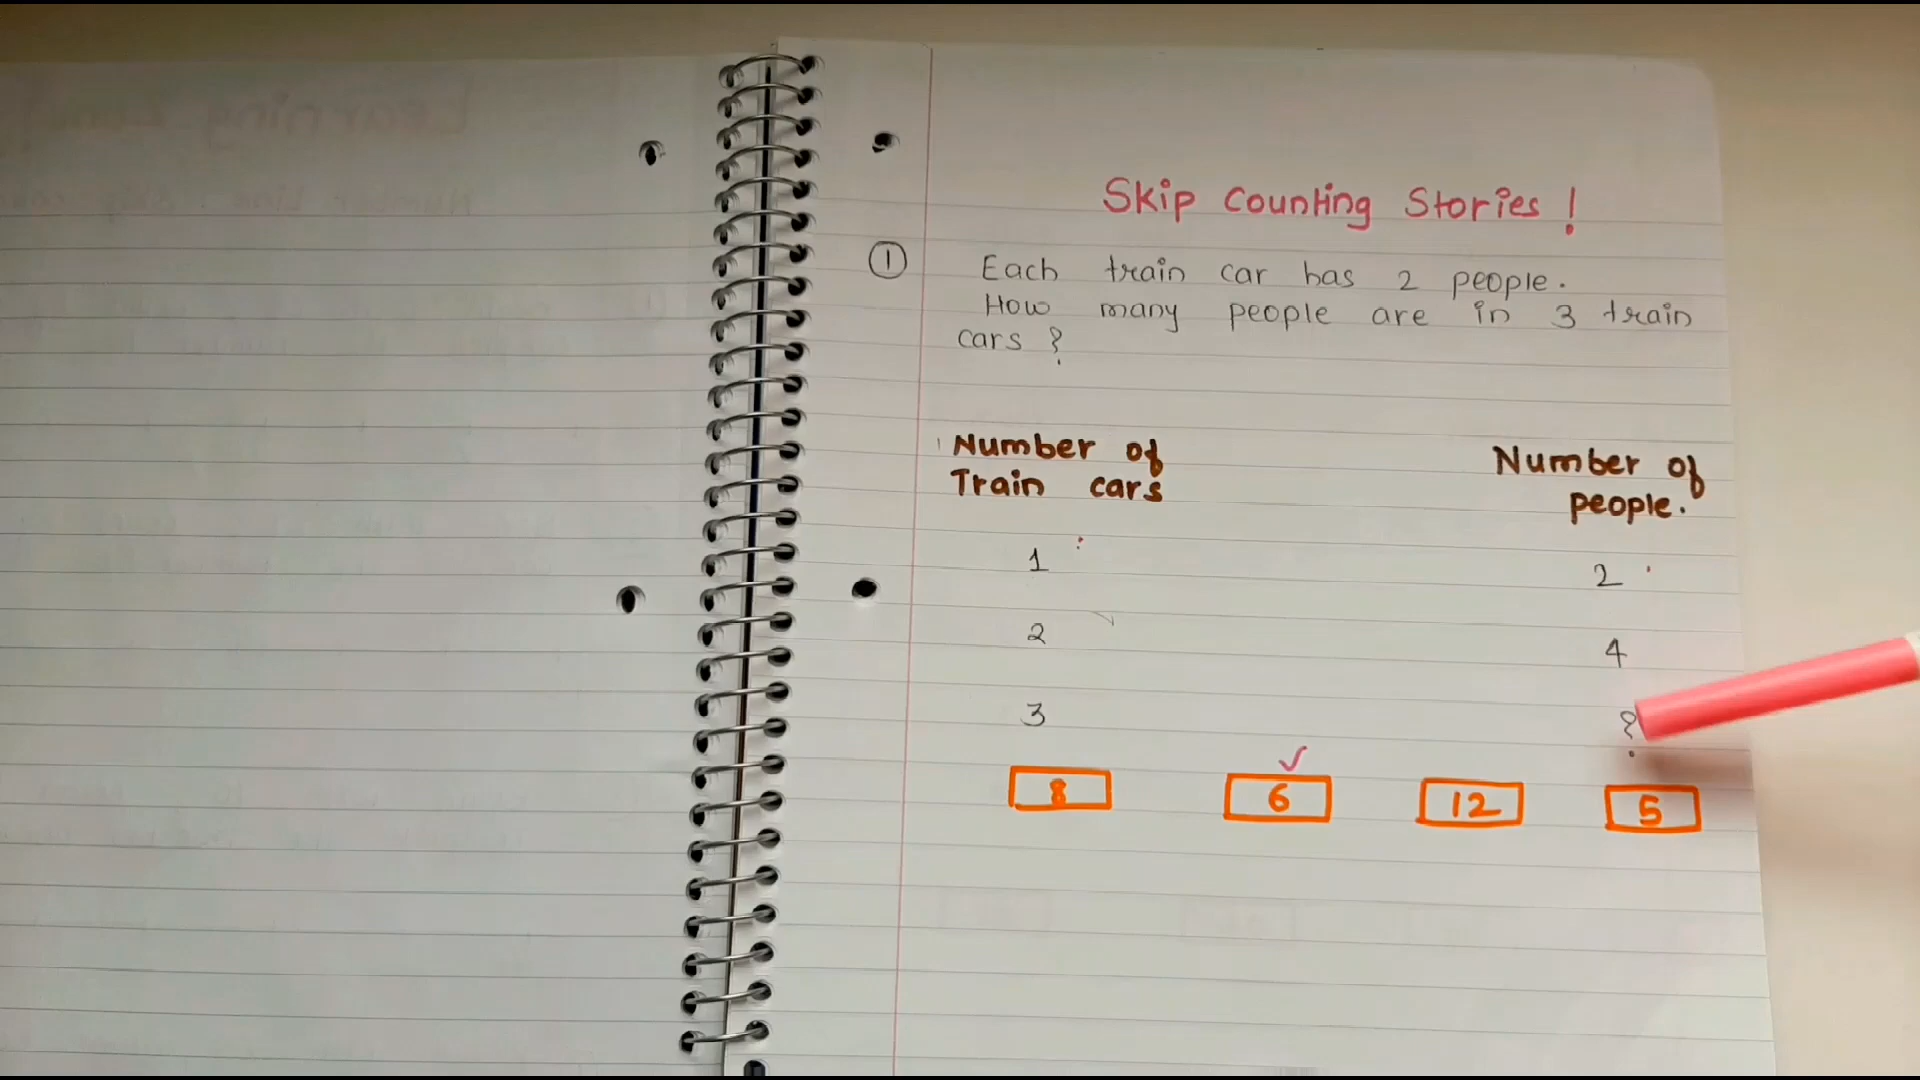 Skip Counting Stories !
① Each train car has 2 people.
How many people are in 3 train
cars ?
Number of Number of
Train cars people.
1 2
2 4
3 ?
✓
8 6 12 5